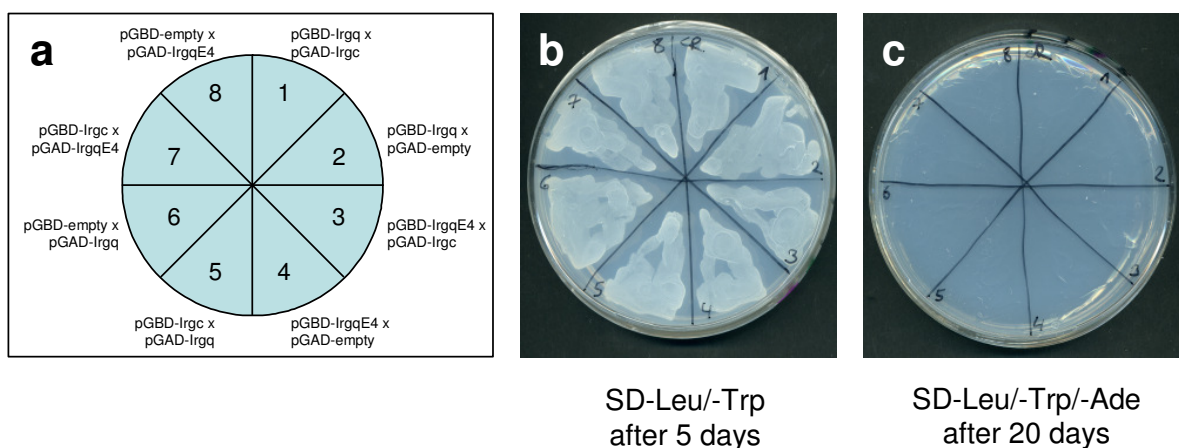 a
pGBD-empty x
pGAD-IrgqE4
pGBD-Irgq x
pGAD-Irgc
8
1
pGBD-Irgc x
pGAD-IrgqE4
7
2
pGBD-Irgq x
pGAD-empty
pGBD-empty x
pGAD-Irgq
6
3
pGBD-IrgqE4 x
pGAD-Irgc
5
4
pGBD-Irgc x
pGAD-Irgq
pGBD-IrgqE4 x
pGAD-empty
b
8 CR
1
7
2
6
3
5
4
SD-Leu/-Trp
after 5 days
c
8 CR
1
7
2
6
3
5
4
SD-Leu/-Trp/-Ade
after 20 days